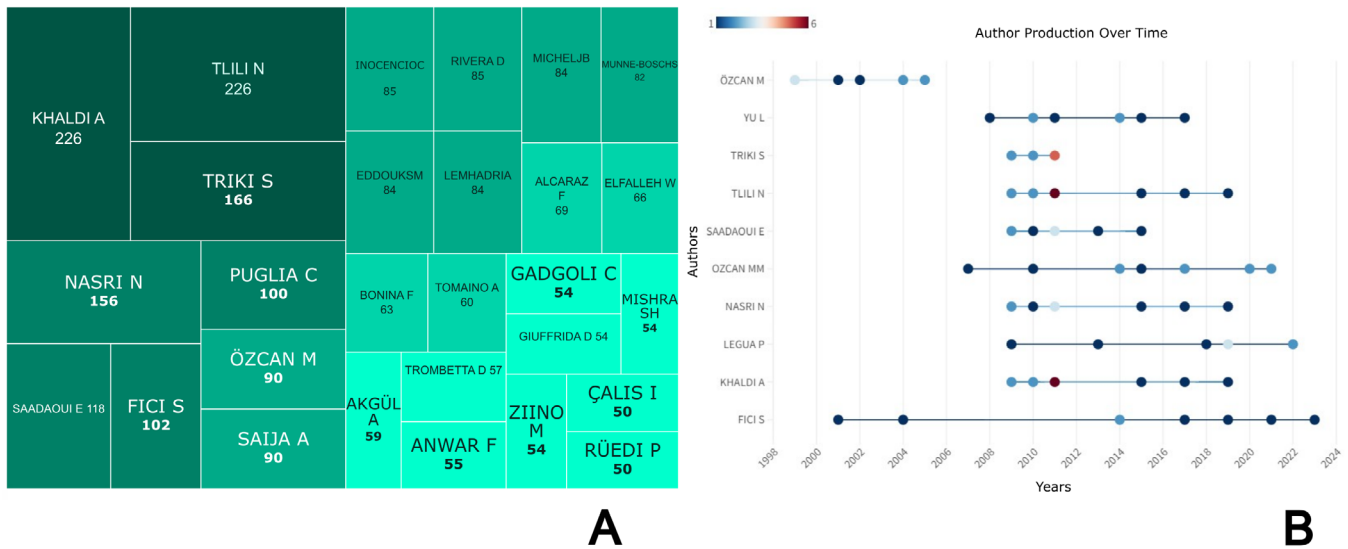 KHALDI A
226
TLILI N
226
TRIKI S
166
NASRI N
156
SAADAOUI E 118
FICI S
102
PUGLIA C
100
ÖZCAN M
90
SAIJA A
90
INOCENCIOC
85
RIVERA D
85
MICHELJB
84
MUNNE-BOSCHS
82
EDDOUKSM
84
LEMHADRIA
84
ALCARAZ
F
69
ELFALLEH W
66
BONINA F
63
TOMAINO A
60
GADGOLI C
54
MISHRA
SH
54
GIUFFRIDA D 54
AKGÜL
A
59
TROMBETTA D 57
ANWAR F
55
ZIINO
M
54
ÇALIS I
50
RÜEDI P
50
A
1
6
Author Production Over Time
Authors
ÖZCAN M
YU L
TRIKI S
TLILI N
SAADAOUI E
OZCAN MM
NASRI N
LEGUA P
KHALDI A
FICI S
1998
2000
2002
2004
2006
2008
2010
2012
2014
2016
2018
2020
2022
2024
Years
B